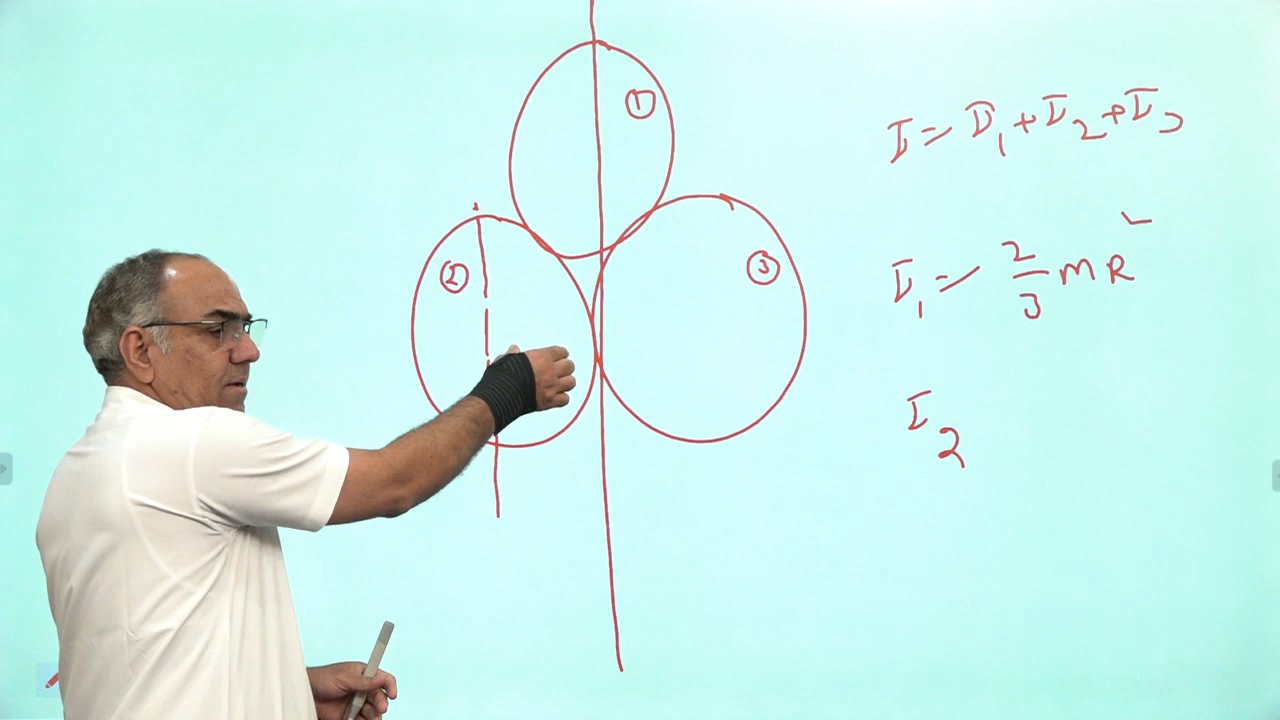 ①
②
③
I = I₁ + I₂ + I₃
I₁ = 2/3 MR²
I₂